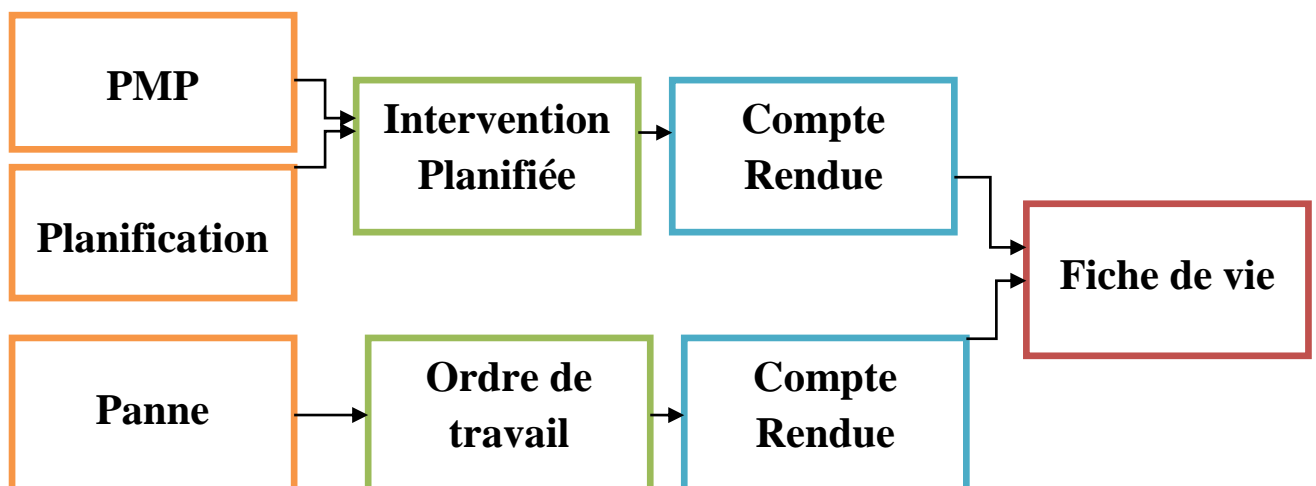 PMP
Planification
Intervention
Planifiée
Compte
Rendue
Fiche de vie
Panne
Ordre de
travail
Compte
Rendue